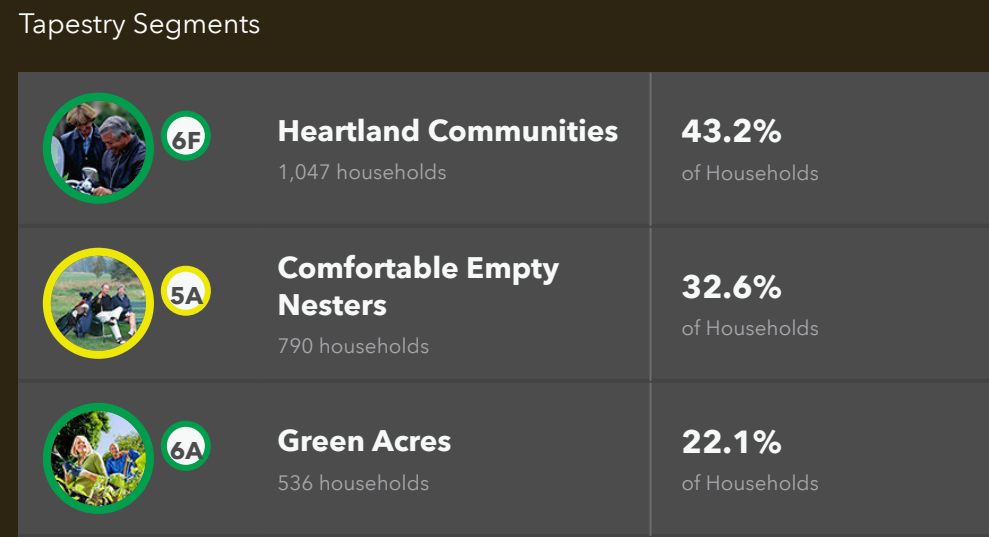 Tapestry Segments
6F
Heartland Communities
1,047 households
43.2%
of Households
5A
Comfortable Empty
Nesters
790 households
32.6%
of Households
6A
Green Acres
536 households
22.1%
of Households